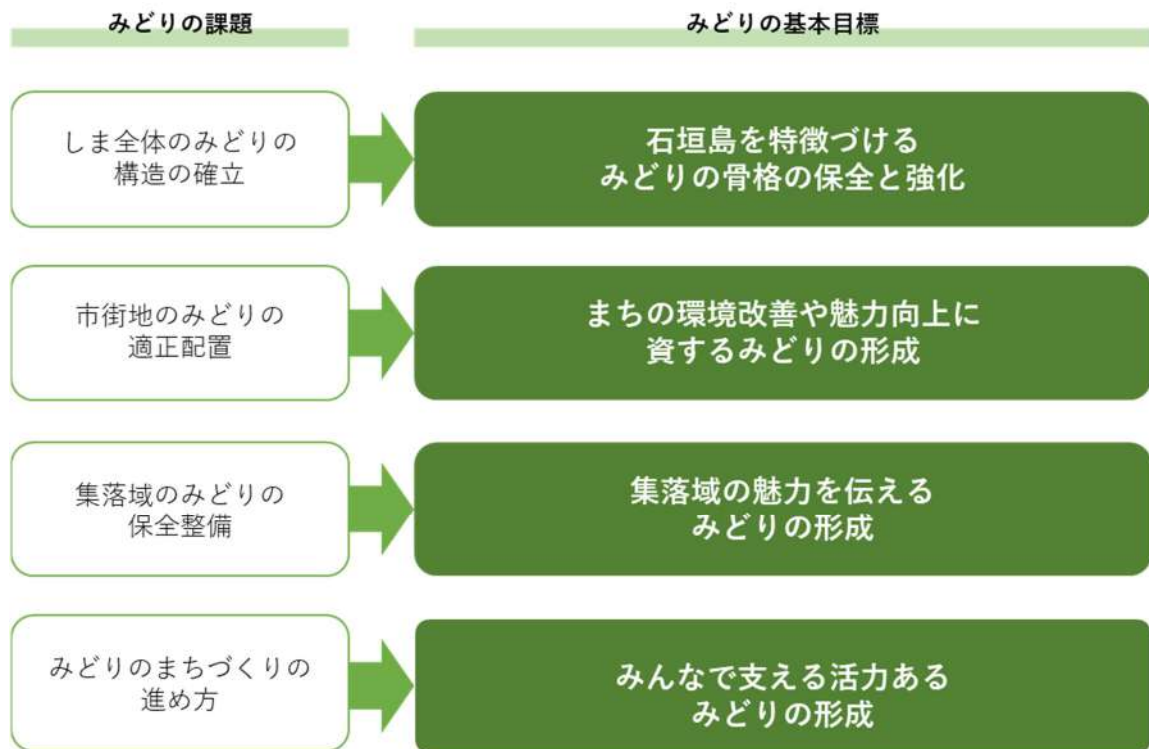 みどりの課題
みどりの基本目標
しま全体のみどりの
構造の確立
石垣島を特徴づける
みどりの骨格の保全と強化
市街地のみどりの
適正配置
まちの環境改善や魅力向上に
資するみどりの形成
集落域のみどりの
保全整備
集落域の魅力を伝える
みどりの形成
みどりのまちづくりの
進め方
みんなで支える活力ある
みどりの形成